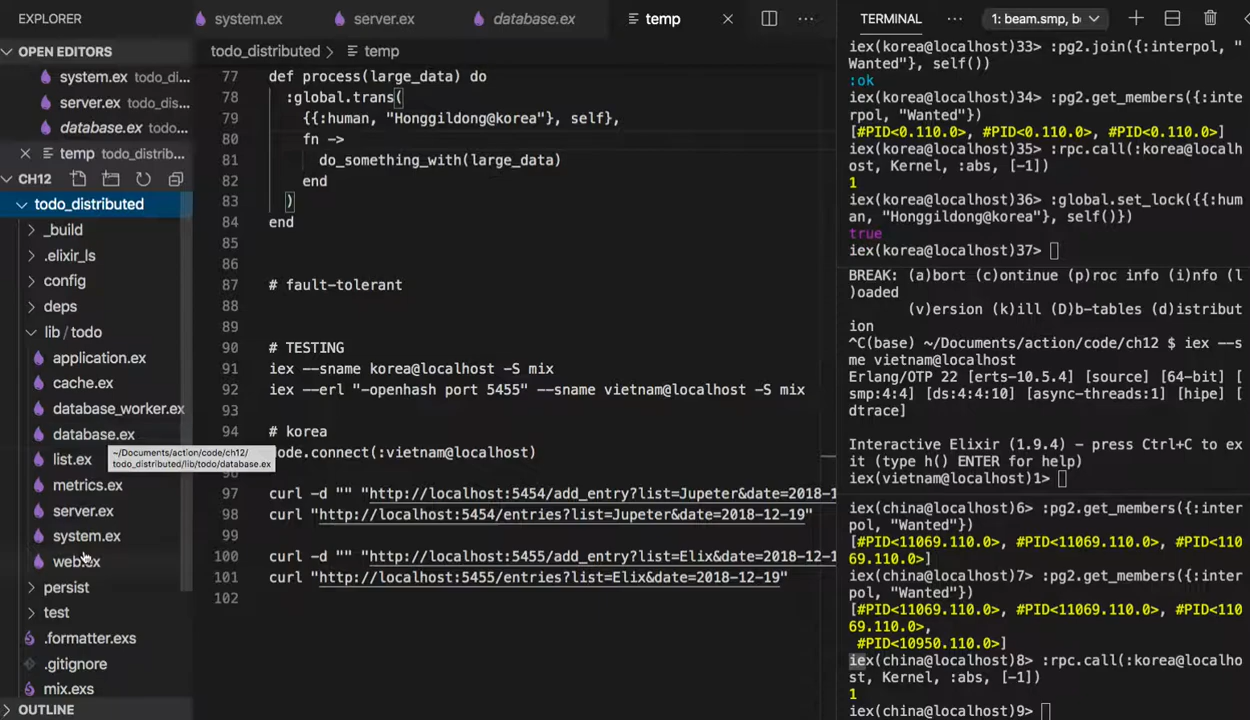 EXPLORER
system.ex
server.ex
database.ex
temp
OPEN EDITORS
system.ex todo_di...
server.ex todo_dis...
database.ex todo...
temp todo_distrib...
CH12
todo_distributed
_build
.elixir_ls
config
deps
lib / todo
application.ex
cache.ex
database_worker.ex
database.ex
~/Documents/action/code/ch12/
todo_distributed/lib/todo/database.ex
list.ex
metrics.ex
server.ex
system.ex
web.ex
persist
test
.formatter.exs
.gitignore
mix.exs
OUTLINE
todo_distributed > temp
77 def process(large_data) do
78 :global.trans(
79 {{:human, "Honggildong@korea"}, self},
80 fn ->
81 do_something_with(large_data)
82 end
83 )
84 end
85
86
87 # fault-tolerant
88
89
90 # TESTING
91 iex --sname korea@localhost -S mix
92 iex --erl "-openhash port 5455" --sname vietnam@localhost -S mix
93
94 # korea
ode.connect(:vietnam@localhost)
97 curl -d "" "http://localhost:5454/add_entry?list=Jupeter&date=2018-1
98 curl "http://localhost:5454/entries?list=Jupeter&date=2018-12-19"
99
100 curl -d "" "http://localhost:5455/add_entry?list=Elix&date=2018-12-1
101 curl "http://localhost:5455/entries?list=Elix&date=2018-12-19"
102
TERMINAL ... 1: beam.smp, b
iex(korea@localhost)33> :pg2.join({:interpol, "
Wanted"}, self())
:ok
iex(korea@localhost)34> :pg2.get_members({:inte
rpol, "Wanted"})
[#PID<0.110.0>, #PID<0.110.0>, #PID<0.110.0>]
iex(korea@localhost)35> :rpc.call(:korea@localh
ost, Kernel, :abs, [-1])
1
iex(korea@localhost)36> :global.set_lock({{:hum
an, "Honggildong@korea"}, self()})
true
iex(korea@localhost)37>
BREAK: (a)bort (c)ontinue (p)roc info (i)nfo (l
)oaded
(v)ersion (k)ill (D)b-tables (d)istribut
ion
^C(base) ~/Documents/action/code/ch12 $ iex --s
me vietnam@localhost
Erlang/OTP 22 [erts-10.5.4] [source] [64-bit] [
smp:4:4] [ds:4:4:10] [async-threads:1] [hipe] [
dtrace]
Interactive Elixir (1.9.4) - press Ctrl+C to ex
it (type h() ENTER for help)
iex(vietnam@localhost)1>
iex(china@localhost)6> :pg2.get_members({:inter
pol, "Wanted"})
[#PID<11069.110.0>, #PID<11069.110.0>, #PID<110
69.110.0>]
iex(china@localhost)7> :pg2.get_members({:inter
pol, "Wanted"})
[#PID<11069.110.0>, #PID<11069.110.0>, #PID<110
69.110.0>,
#PID<10950.110.0>]
iex(china@localhost)8> :rpc.call(:korea@localho
st, Kernel, :abs, [-1])
1
iex(china@localhost)9>